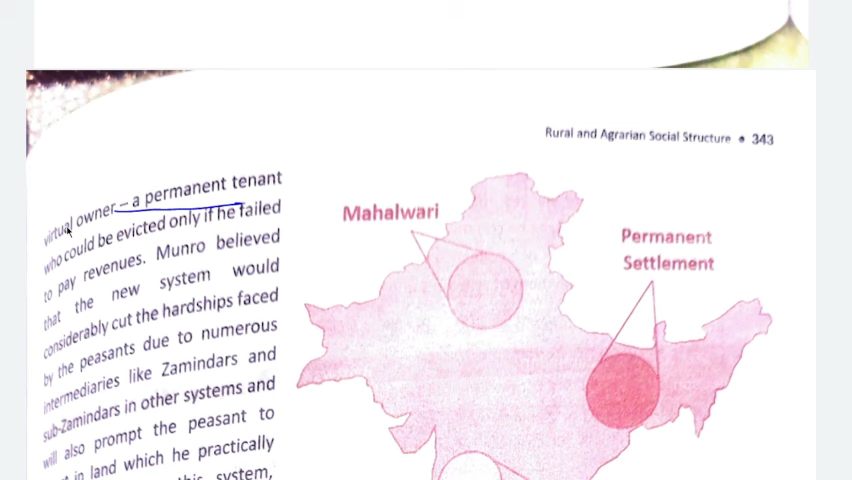 Rural and Agrarian Social Structure • 343
virtual owner – a permanent tenant
who could be evicted only if he failed
to pay revenues. Munro believed
that the new system would
considerably cut the hardships faced
by the peasants due to numerous
intermediaries like Zamindars and
sub-Zamindars in other systems and
will also prompt the peasant to
in land which he practically
system,
Mahalwari
Permanent
Settlement